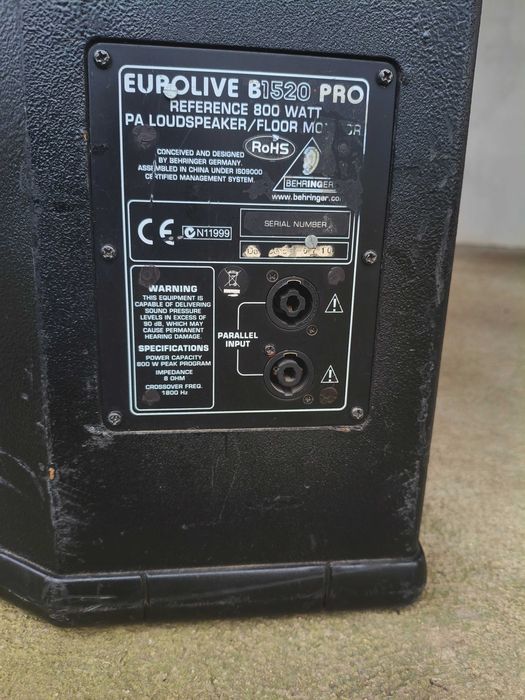 EUROLIVE B1520 PRO
REFERENCE 800 WATT
PA LOUDSPEAKER/FLOOR MONITOR
RoHS
CONCEIVED AND DESIGNED
BY BEHRINGER GERMANY.
ASSEMBLED IN CHINA UNDER ISO9000
CERTIFIED MANAGEMENT SYSTEM.
BEHRINGER
www.behringer.com
CE
N11999
SERIAL NUMBER
WARNING
THIS EQUIPMENT IS
CAPABLE OF DELIVERING
SOUND PRESSURE
LEVELS IN EXCESS OF
90 dB, WHICH MAY
CAUSE PERMANENT
HEARING DAMAGE.
SPECIFICATIONS
POWER CAPACITY
800 W PEAK PROGRAM
IMPEDANCE
8 OHM
CROSSOVER FREQ.
1800 Hz
PARALLEL
INPUT